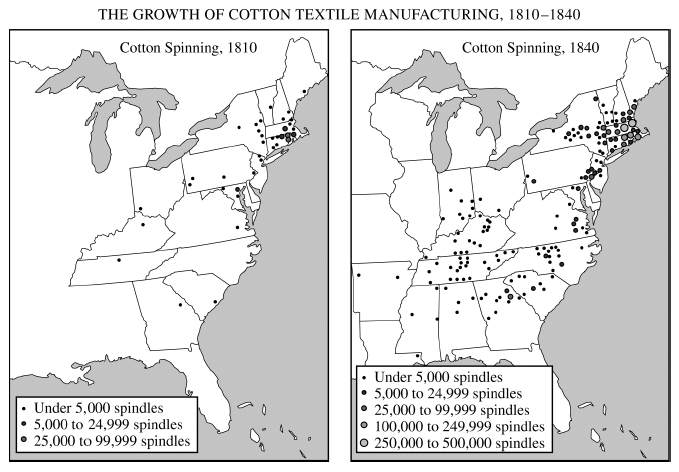 THE GROWTH OF COTTON TEXTILE MANUFACTURING, 1810–1840
Cotton Spinning, 1810
Under 5,000 spindles
5,000 to 24,999 spindles
25,000 to 99,999 spindles
Cotton Spinning, 1840
Under 5,000 spindles
5,000 to 24,999 spindles
25,000 to 99,999 spindles
100,000 to 249,999 spindles
250,000 to 500,000 spindles